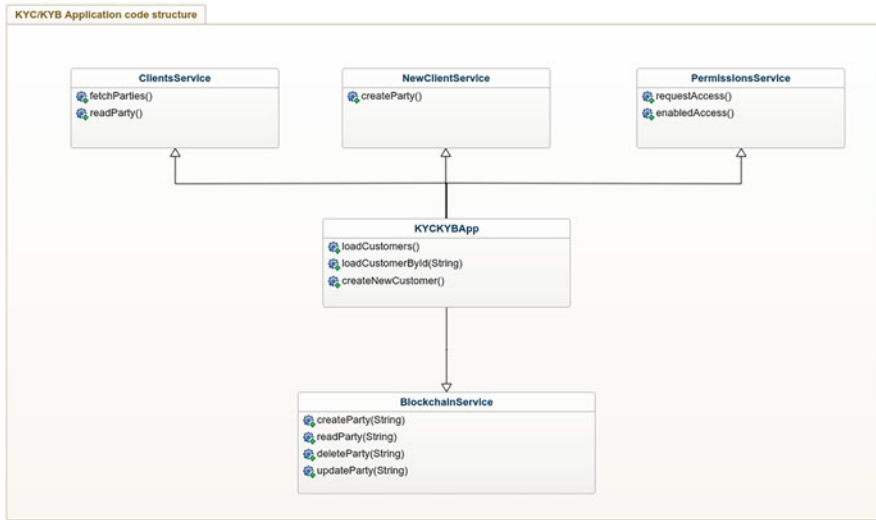 KYC/KYB Application code structure
ClientsService
fetchParties()
readParty()
NewClientService
createParty()
PermissionsService
requestAccess()
enabledAccess()
KYCKYBApp
loadCustomers()
loadCustomerById(String)
createNewCustomer()
BlockchainService
createParty(String)
readParty(String)
deleteParty(String)
updateParty(String)